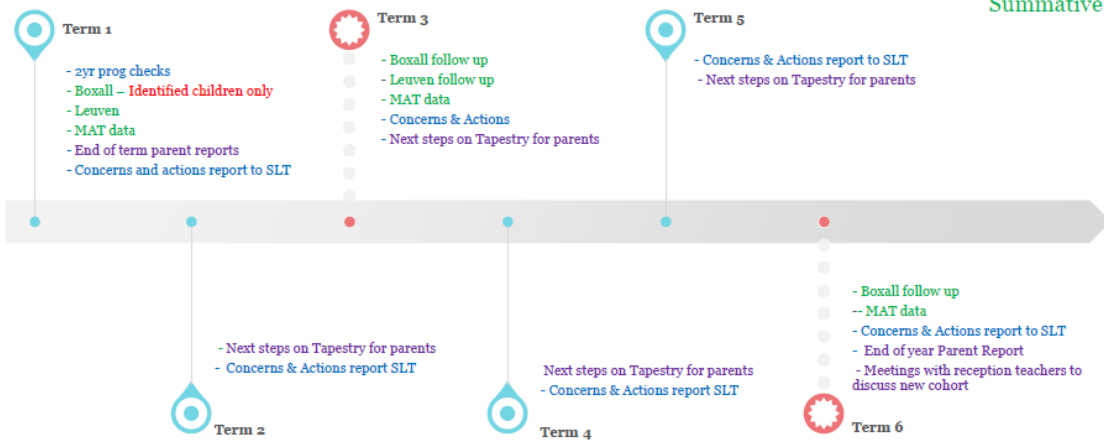 Summative
Term 1
- 2yr prog checks
- Boxall – Identified children only
- Leuven
- MAT data
- End of term parent reports
- Concerns and actions report to SLT
Term 3
- Boxall follow up
- Leuven follow up
- MAT data
- Concerns & Actions
- Next steps on Tapestry for parents
Term 5
- Concerns & Actions report to SLT
- Next steps on Tapestry for parents
- Next steps on Tapestry for parents
- Concerns & Actions report SLT
Term 2
Next steps on Tapestry for parents
- Concerns & Actions report SLT
Term 4
- Boxall follow up
-- MAT data
- Concerns & Actions report to SLT
- End of year Parent Report
- Meetings with reception teachers to
discuss new cohort
Term 6